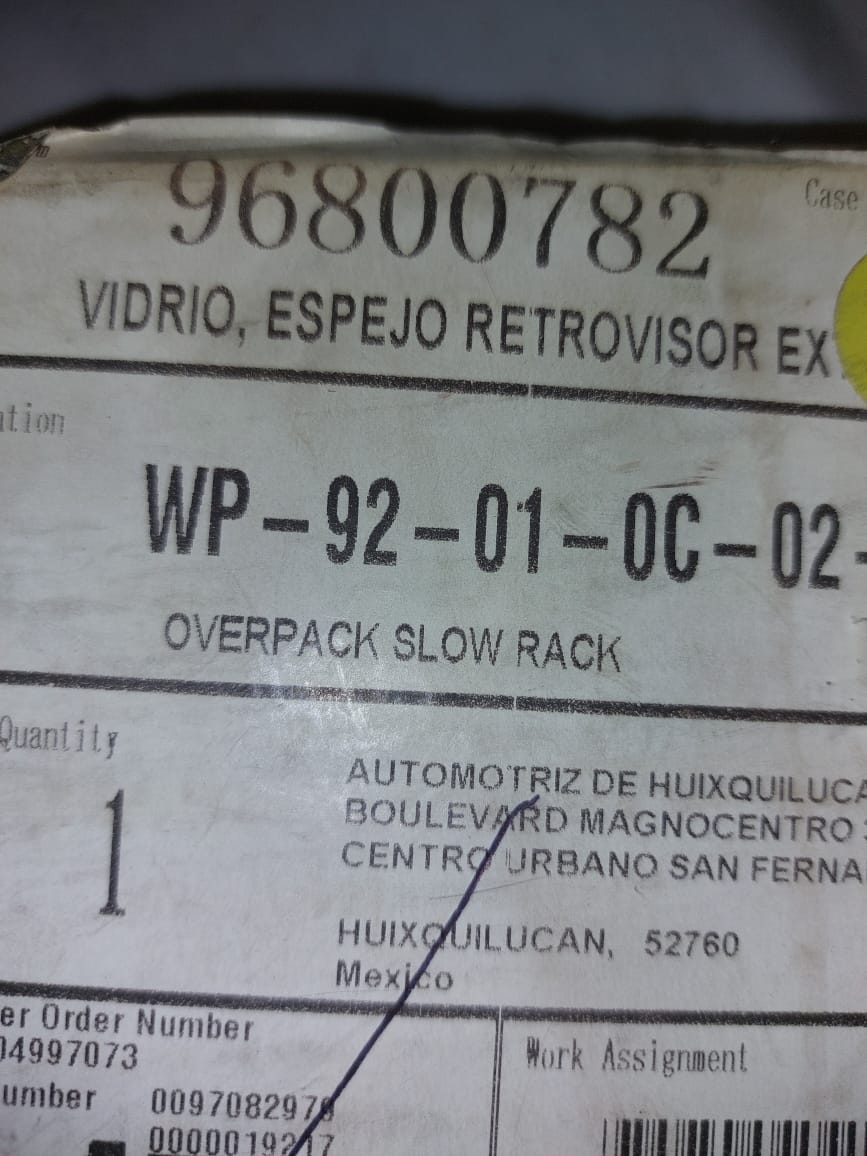 96800782
Case
VIDRIO, ESPEJO RETROVISOR EX
WP-92-01-0C-02-
OVERPACK SLOW RACK
Quantity
1
AUTOMOTRIZ DE HUIXQUILUCA
BOULEVARD MAGNOCENTRO
CENTRO URBANO SAN FERNA
HUIXQUILUCAN, 52760
Mexico
er Order Number
04997073
Work Assignment
umber 0097082978
0000019217